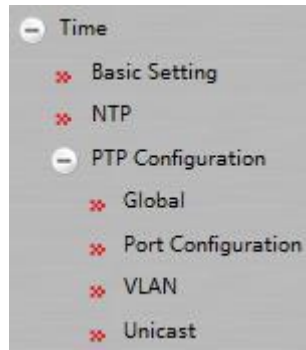 Time
Basic Setting
NTP
PTP Configuration
Global
Port Configuration
VLAN
Unicast